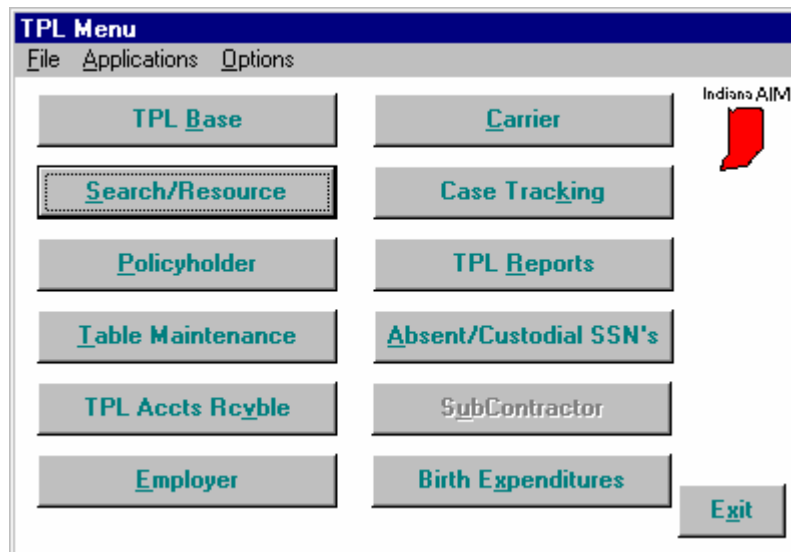 TPL Menu
File Applications Options
Indiana AIM
TPL Base
Carrier
Search/Resource
Case Tracking
Policyholder
TPL Reports
Table Maintenance
Absent/Custodial SSN's
TPL Accts Rcvble
SubContractor
Employer
Birth Expenditures
Exit